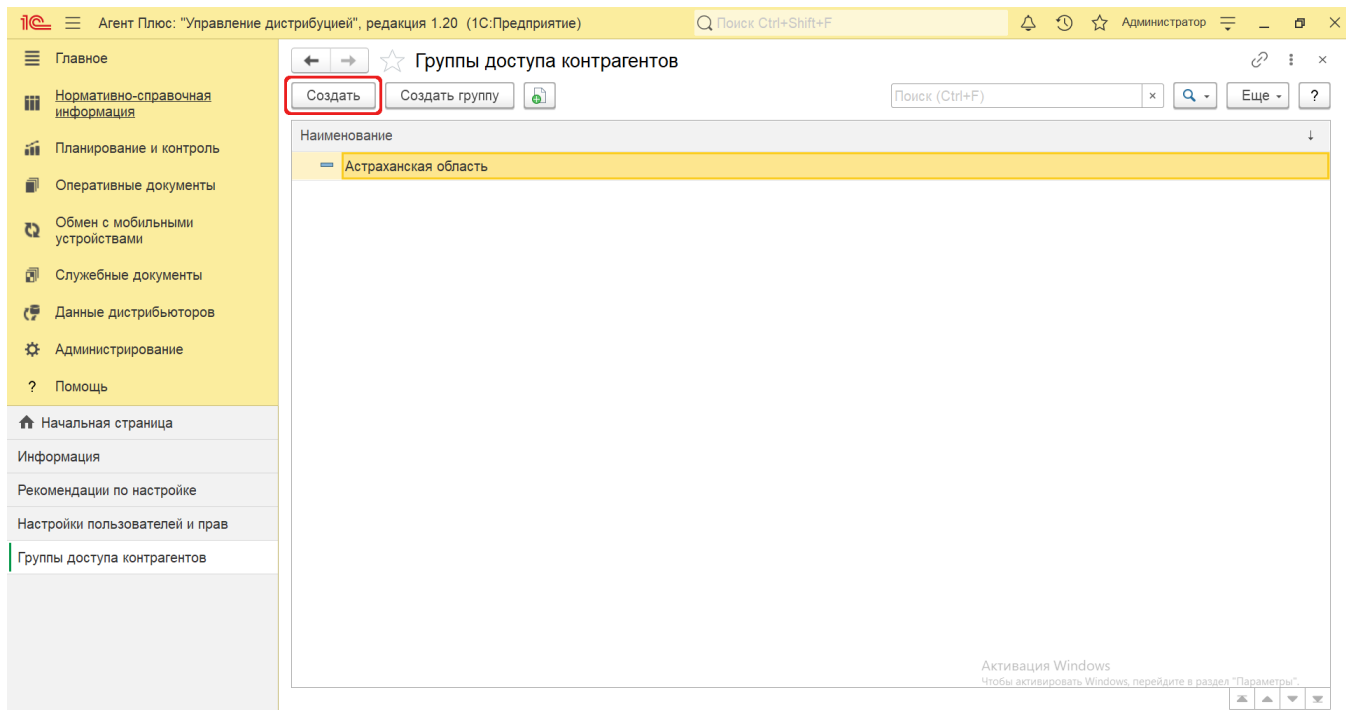 Агент Плюс: "Управление дистрибуцией", редакция 1.20 (1С:Предприятие)
Поиск Ctrl+Shift+F
Администратор
Главное
Нормативно-справочная
информация
Планирование и контроль
Оперативные документы
Обмен с мобильными
устройствами
Служебные документы
Данные дистрибьюторов
Администрирование
? Помощь
Начальная страница
Информация
Рекомендации по настройке
Настройки пользователей и прав
Группы доступа контрагентов
Группы доступа контрагентов
Создать
Создать группу
Поиск (Ctrl+F)
Еще
?
Наименование
Астраханская область
Активация Windows
Чтобы активировать Windows, перейдите в раздел "Параметры".